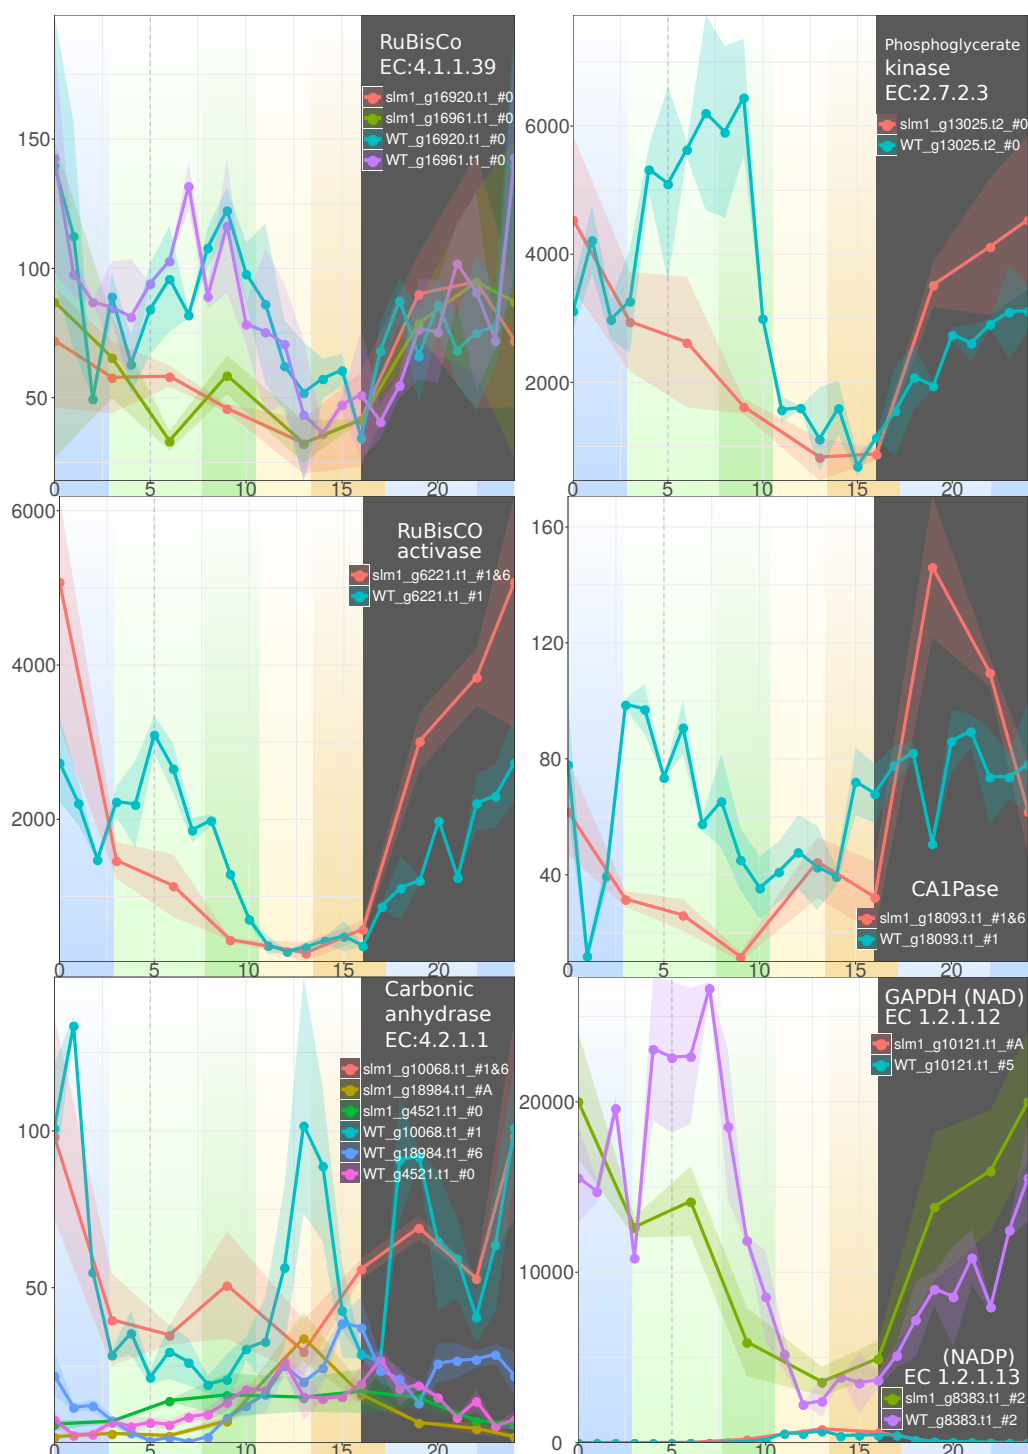 RuBisCo
EC:4.1.1.39
slm1_g16920.t1_#0
slm1_g16961.t1_#0
WT_g16920.t1_#0
WT_g16961.t1_#0
150
100
50
0 5 10 15 20
Phosphoglycerate
kinase
EC:2.7.2.3
slm1_g13025.t2_#0
WT_g13025.t2_#0
6000
4000
2000
0 5 10 15 20
RuBisCO
activase
slm1_g6221.t1_#1&6
WT_g6221.t1_#1
6000
4000
2000
0 5 10 15 20
160
120
80
40
CA1Pase
slm1_g18093.t1_#1&6
WT_g18093.t1_#1
0 5 10 15 20
Carbonic
anhydrase
EC:4.2.1.1
slm1_g10068.t1_#1&6
slm1_g18984.t1_#A
slm1_g4521.t1_#0
WT_g10068.t1_#1
WT_g18984.t1_#6
WT_g4521.t1_#0
100
50
0 5 10 15 20
GAPDH (NAD)
EC 1.2.1.12
slm1_g10121.t1_#A
WT_g10121.t1_#5
20000
10000
0
(NADP)
EC 1.2.1.13
slm1_g8383.t1_#2
WT_g8383.t1_#2
0 5 10 15 20